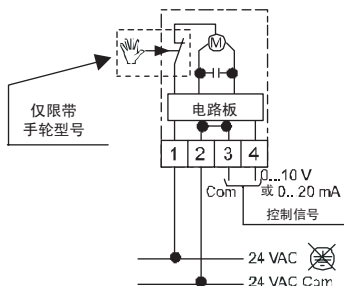 M
仅限带
手轮型号
电路板
1 2 3 4
Com
0...10 V
或 0.. 20 mA
控制信号
24 VAC
24 VAC Com